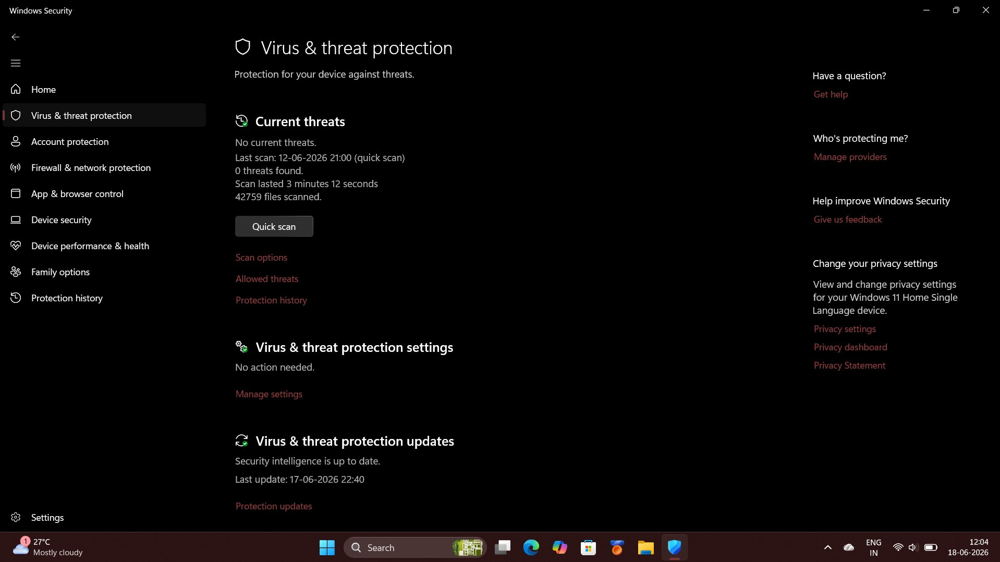 Windows Security
Home
Virus & threat protection
Account protection
Firewall & network protection
App & browser control
Device security
Device performance & health
Family options
Protection history
Settings
Virus & threat protection
Protection for your device against threats.
Current threats
No current threats.
Last scan: 12-06-2026 21:00 (quick scan)
0 threats found.
Scan lasted 3 minutes 12 seconds
42759 files scanned.
Quick scan
Scan options
Allowed threats
Protection history
Virus & threat protection settings
No action needed.
Manage settings
Virus & threat protection updates
Security intelligence is up to date.
Last update: 17-06-2026 22:40
Protection updates
Have a question?
Get help
Who's protecting me?
Manage providers
Help improve Windows Security
Give us feedback
Change your privacy settings
View and change privacy settings
for your Windows 11 Home Single
Language device.
Privacy settings
Privacy dashboard
Privacy Statement
1
27°C
Mostly cloudy
Search
ENG
IN
12:04
18-06-2026